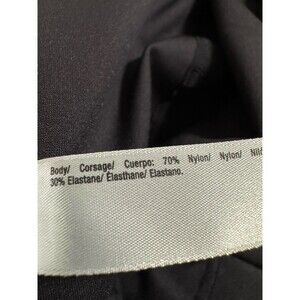 Body/ Corsage/ Cuerpo: 70% Nylon/ Nylon/
30% Elastane/ Élasthane/ Elastano.